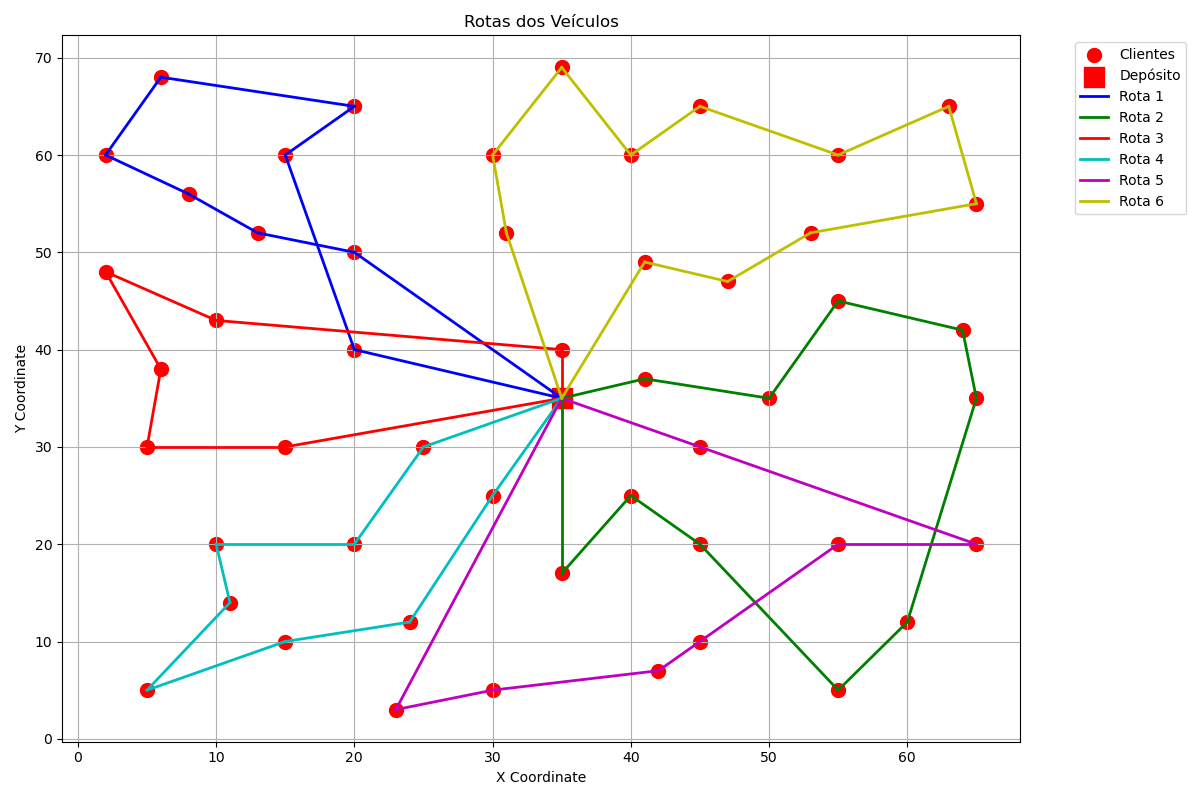 Rotas dos Veículos
Clientes
Depósito
Rota 1
Rota 2
Rota 3
Rota 4
Rota 5
Rota 6
Y Coordinate
70
60
50
40
30
20
10
0
0 10 20 30 40 50 60
X Coordinate